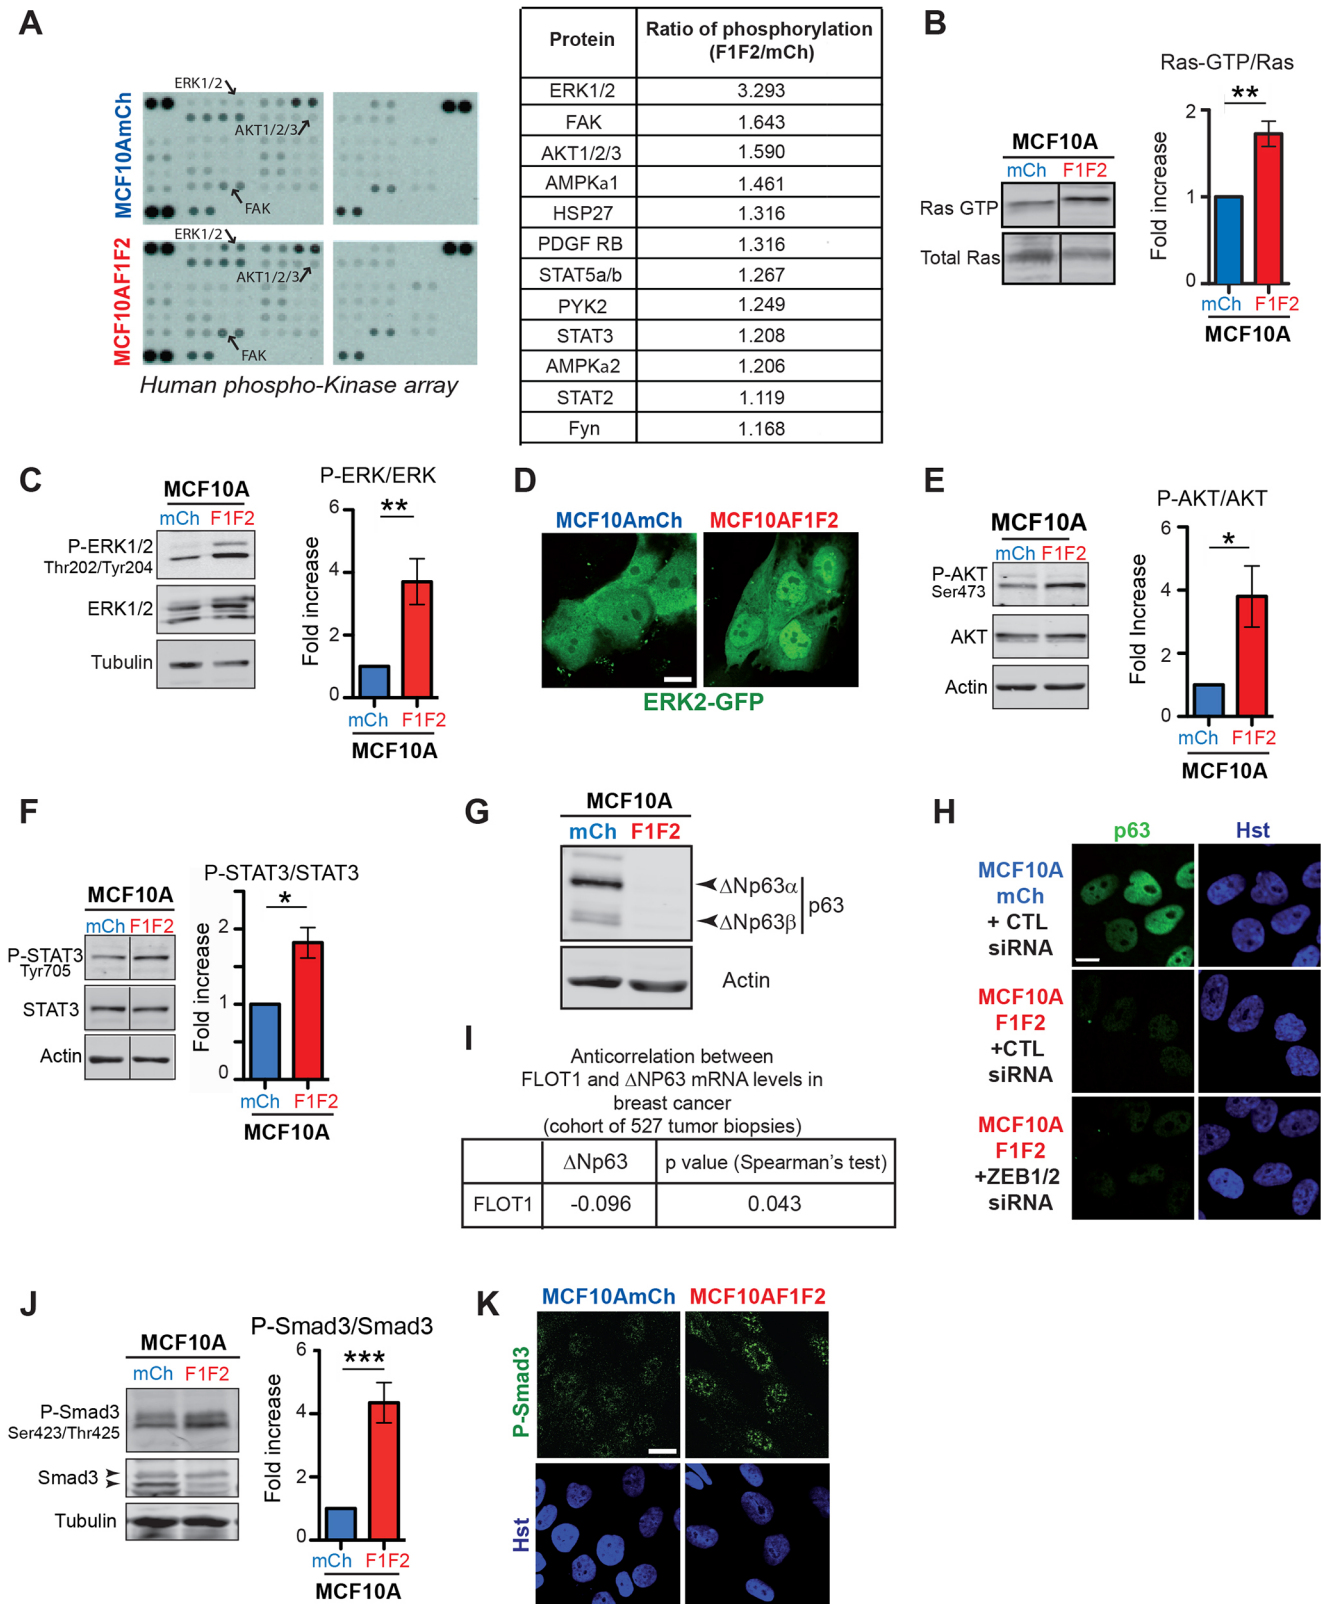 A
MCF10AmCh
ERK1/2
AKT1/2/3
FAK
MCF10AF1F2
ERK1/2
AKT1/2/3
FAK
Human phospho-Kinase array
Protein
Ratio of phosphorylation
(F1F2/mCh)
ERK1/2 3.293
FAK 1.643
AKT1/2/3 1.590
AMPKa1 1.461
HSP27 1.316
PDGF RB 1.316
STAT5a/b 1.267
PYK2 1.249
STAT3 1.208
AMPKa2 1.206
STAT2 1.119
Fyn 1.168
B
MCF10A
mCh F1F2
Ras GTP
Total Ras
Ras-GTP/Ras
**
Fold increase
2
1
0
mCh F1F2
MCF10A
C
MCF10A
mCh F1F2
P-ERK1/2
Thr202/Tyr204
ERK1/2
Tubulin
P-ERK/ERK
**
Fold increase
6
4
2
0
mCh F1F2
MCF10A
D
MCF10AmCh MCF10AF1F2
ERK2-GFP
E
MCF10A
mCh F1F2
P-AKT
Ser473
AKT
Actin
P-AKT/AKT
*
Fold Increase
6
4
2
0
mCh F1F2
MCF10A
F
MCF10A
mCh F1F2
P-STAT3
Tyr705
STAT3
Actin
P-STAT3/STAT3
*
Fold increase
2
1
0
mCh F1F2
MCF10A
G
MCF10A
mCh F1F2
ΔNp63α
ΔNp63β
p63
Actin
H
p63 Hst
MCF10A
mCh
+ CTL
siRNA
MCF10A
F1F2
+CTL
siRNA
MCF10A
F1F2
+ZEB1/2
siRNA
I
Anticorrelation between
FLOT1 and ΔNP63 mRNA levels in
breast cancer
(cohort of 527 tumor biopsies)
ΔNp63 p value (Spearman's test)
FLOT1 -0.096 0.043
J
MCF10A
mCh F1F2
P-Smad3
Ser423/Thr425
Smad3
Tubulin
P-Smad3/Smad3
***
Fold increase
6
4
2
0
mCh F1F2
MCF10A
K
MCF10AmCh MCF10AF1F2
P-Smad3
Hst